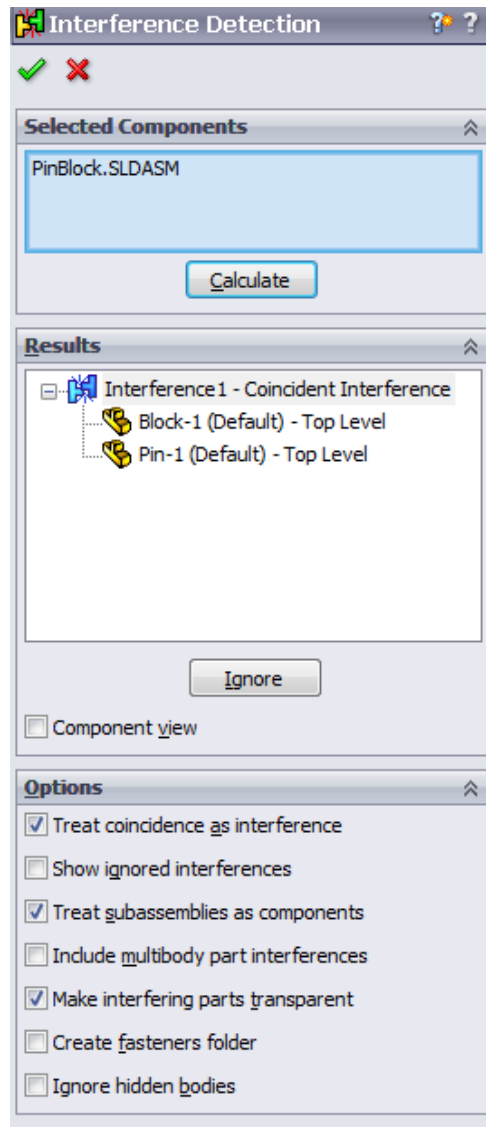 Interference Detection
Selected Components
PinBlock.SLDASM
Calculate
Results
Interference1 - Coincident Interference
Block-1 (Default) - Top Level
Pin-1 (Default) - Top Level
Ignore
Component view
Options
Treat coincidence as interference
Show ignored interferences
Treat subassemblies as components
Include multibody part interferences
Make interfering parts transparent
Create fasteners folder
Ignore hidden bodies